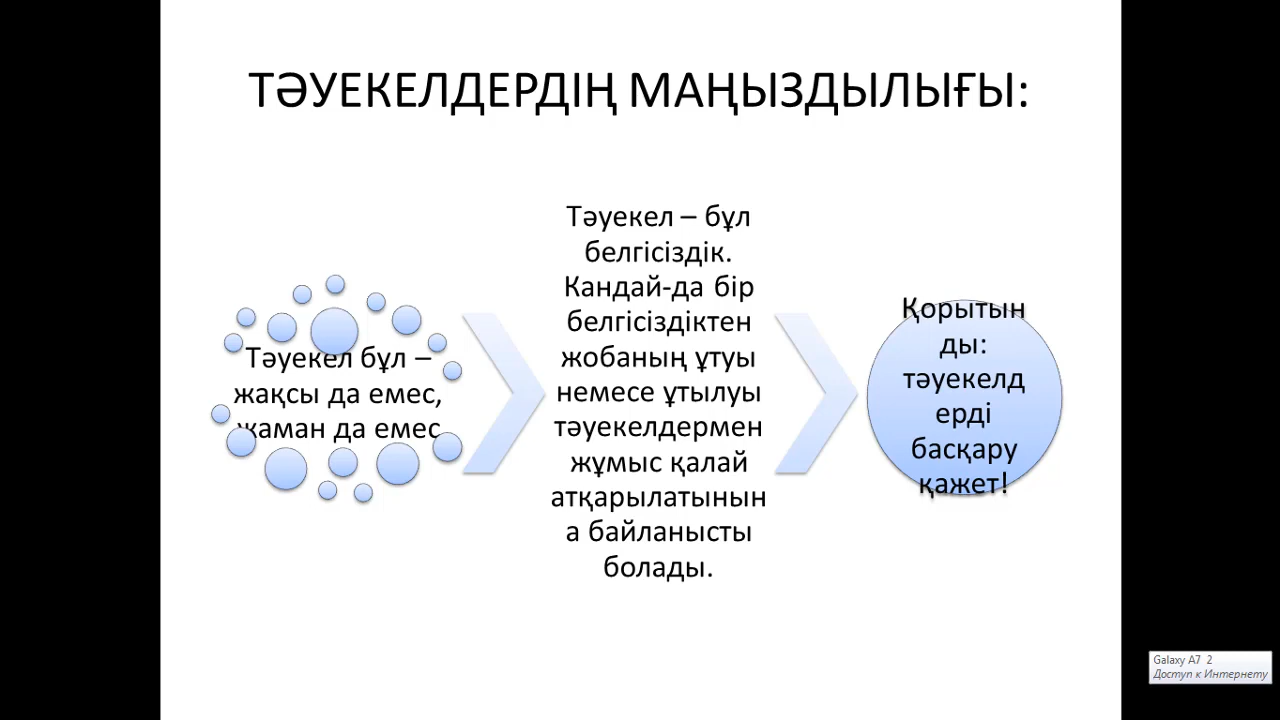 ТӘУЕКЕЛДЕРДІҢ МАҢЫЗДЫЛЫҒЫ:
Тәуекел бұл –
жақсы да емес,
жаман да емес
Тәуекел – бұл
белгісіздік.
Кандай-да бір
белгісіздіктен
жобаның ұтуы
немесе ұтылуы
тәуекелдермен
жұмыс қалай
атқарылатынын
а байланысты
болады.
Қорытын
ды:
тәуекелд
ерді
басқару
қажет!
Galaxy A7 2
Доступ к Интернету